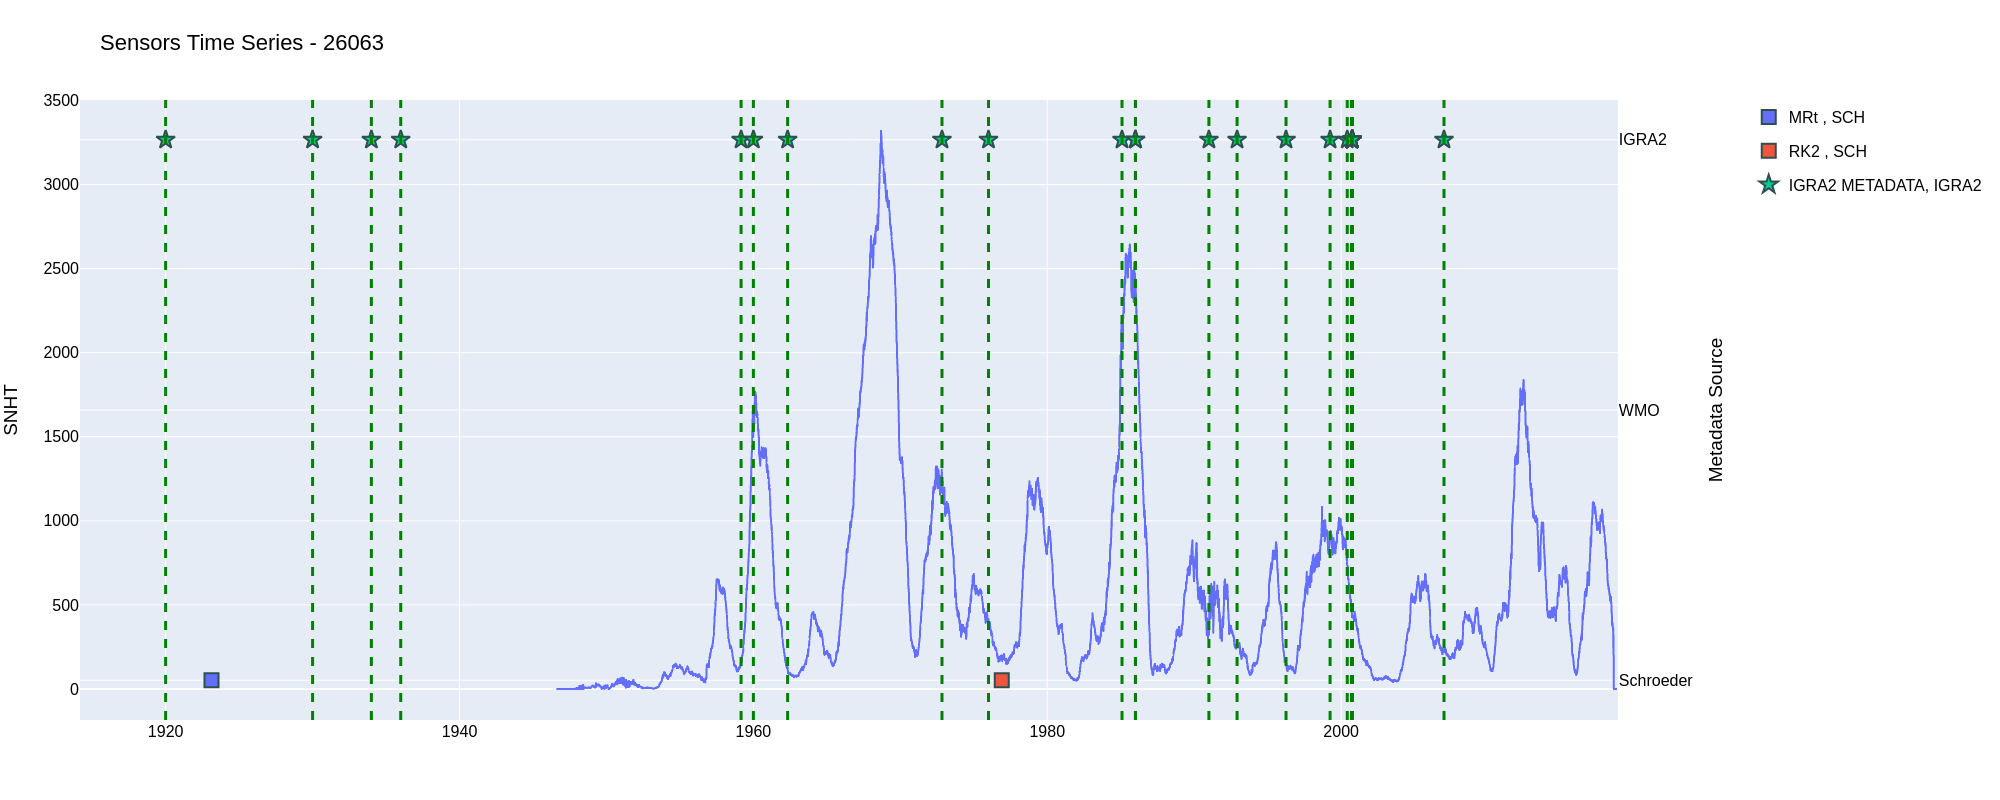 Sensors Time Series - 26063
MRt , SCH
RK2 , SCH
IGRA2 METADATA, IGRA2
SNHT
3500
3000
2500
2000
1500
1000
500
0
IGRA2
WMO
Schroeder
Metadata Source
1920
1940
1960
1980
2000